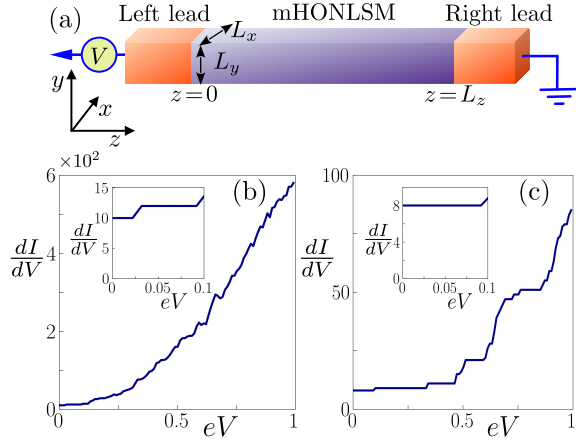 Left lead mHONLSM Right lead
(a)
L_x
V
L_y
y
z=0 z=L_z
x
z
×10^{+02}
6
4
2
0
dI/dV
(b)
15
10
5
0
dI/dV
0 0.05 0.1
eV
0 0.5 1
eV
100
50
0
dI/dV
(c)
8
6
4
2
0
dI/dV
0 0.05 0.1
eV
0 0.5 1
eV